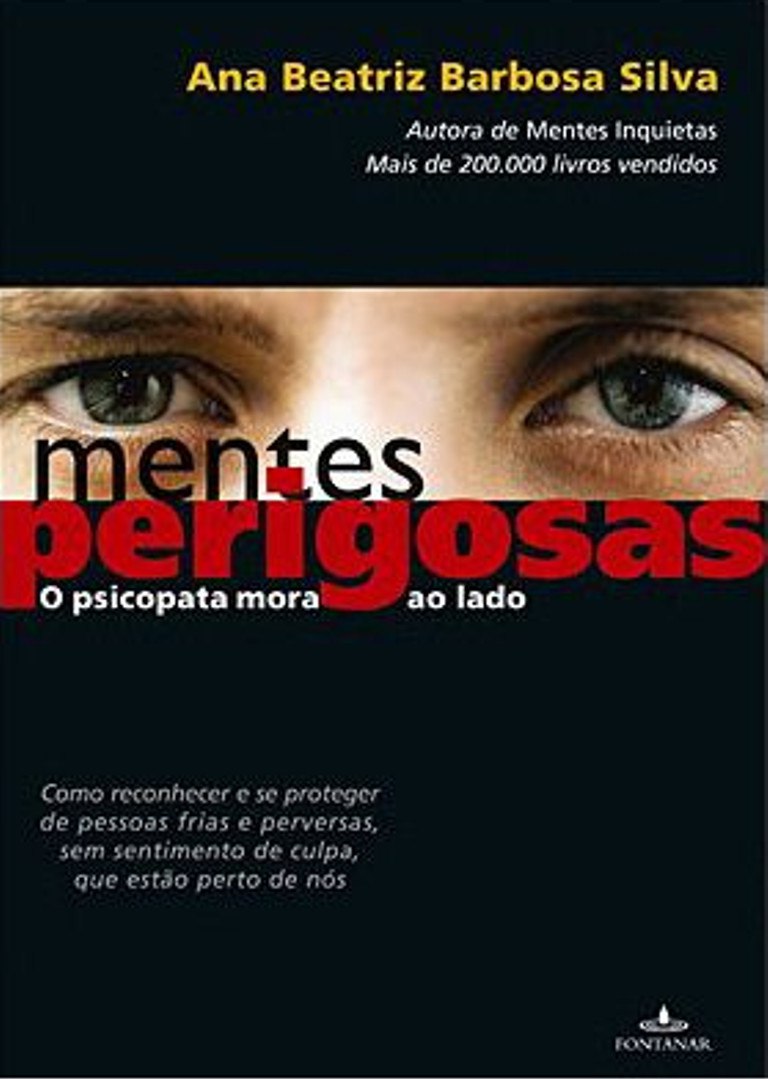 Ana Beatriz Barbosa Silva
Autora de Mentes Inquietas
Mais de 200.000 livros vendidos
mentes
perigosas
O psicopata mora ao lado
Como reconhecer e se proteger
de pessoas frias e perversas,
sem sentimento de culpa,
que estão perto de nós
FONTANAR